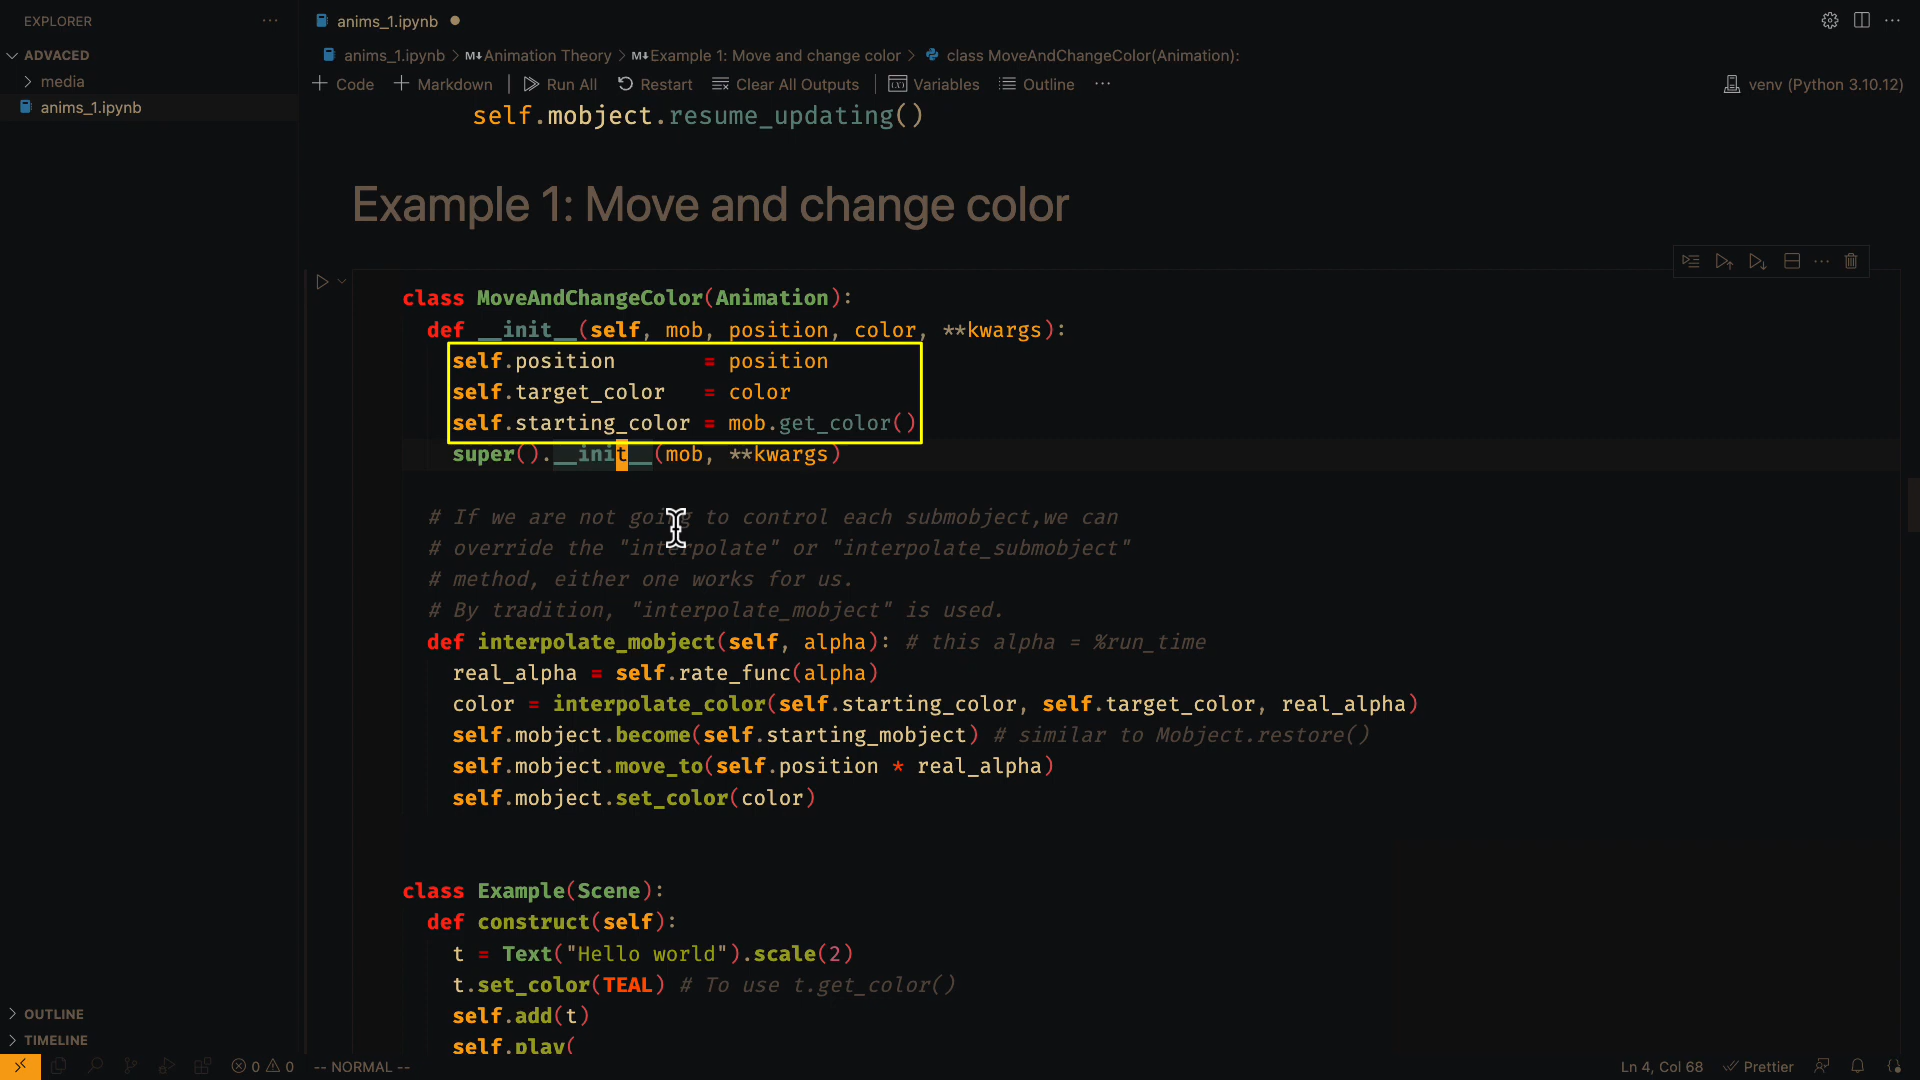 EXPLORER
anims_1.ipynb
ADVACED
anims_1.ipynb > M↓Animation Theory > M↓Example 1: Move and change color > class MoveAndChangeColor(Animation):
media
+ Code + Markdown | Run All Restart Clear All Outputs | Variables Outline ···
venv (Python 3.10.12)
anims_1.ipynb
self.mobject.resume_updating()
Example 1: Move and change color
class MoveAndChangeColor(Animation):
def __init__(self, mob, position, color, **kwargs):
self.position = position
self.target_color = color
self.starting_color = mob.get_color()
super().__init__(mob, **kwargs)
# If we are not going to control each submobject,we can
# override the "interpolate" or "interpolate_submobject"
# method, either one works for us.
# By tradition, "interpolate_mobject" is used.
def interpolate_mobject(self, alpha): # this alpha = %run_time
real_alpha = self.rate_func(alpha)
color = interpolate_color(self.starting_color, self.target_color, real_alpha)
self.mobject.become(self.starting_mobject) # similar to Mobject.restore()
self.mobject.move_to(self.position * real_alpha)
self.mobject.set_color(color)
class Example(Scene):
def construct(self):
t = Text("Hello world").scale(2)
t.set_color(TEAL) # To use t.get_color()
self.add(t)
self.play(
OUTLINE
TIMELINE
0 0 -- NORMAL --
Ln 4, Col 68 Prettier